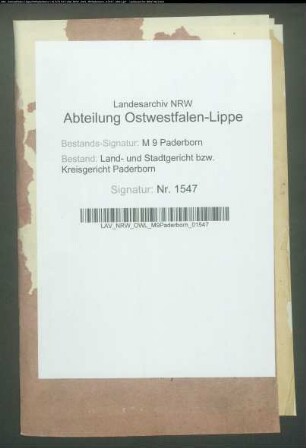 Landesarchiv NRW
Abteilung Ostwestfalen-Lippe
Bestands-Signatur: M 9 Paderborn
Bestand: Land- und Stadtgericht bzw.
Kreisgericht Paderborn
Signatur: Nr. 1547
LAV_NRW_OWL_M9Paderborn_01547